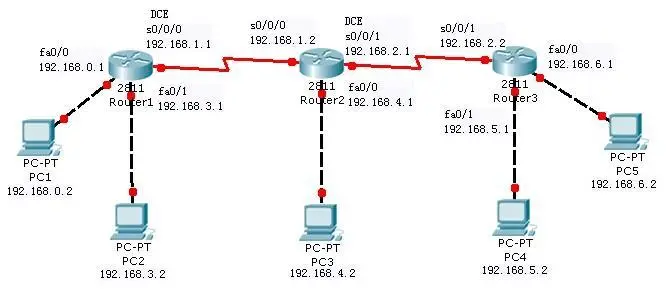 DCE
s0/0/0
192.168.1.1
fa0/0
192.168.0.1
2811
Router1
fa0/1
192.168.3.1
s0/0/0
192.168.1.2
DCE
s0/0/1
192.168.2.1
2811
Router2
fa0/0
192.168.4.1
s0/0/1
192.168.2.2
fa0/0
192.168.6.1
2811
Router3
fa0/1
192.168.5.1
PC-PT
PC1
192.168.0.2
PC-PT
PC2
192.168.3.2
PC-PT
PC3
192.168.4.2
PC-PT
PC4
192.168.5.2
PC-PT
PC5
192.168.6.2